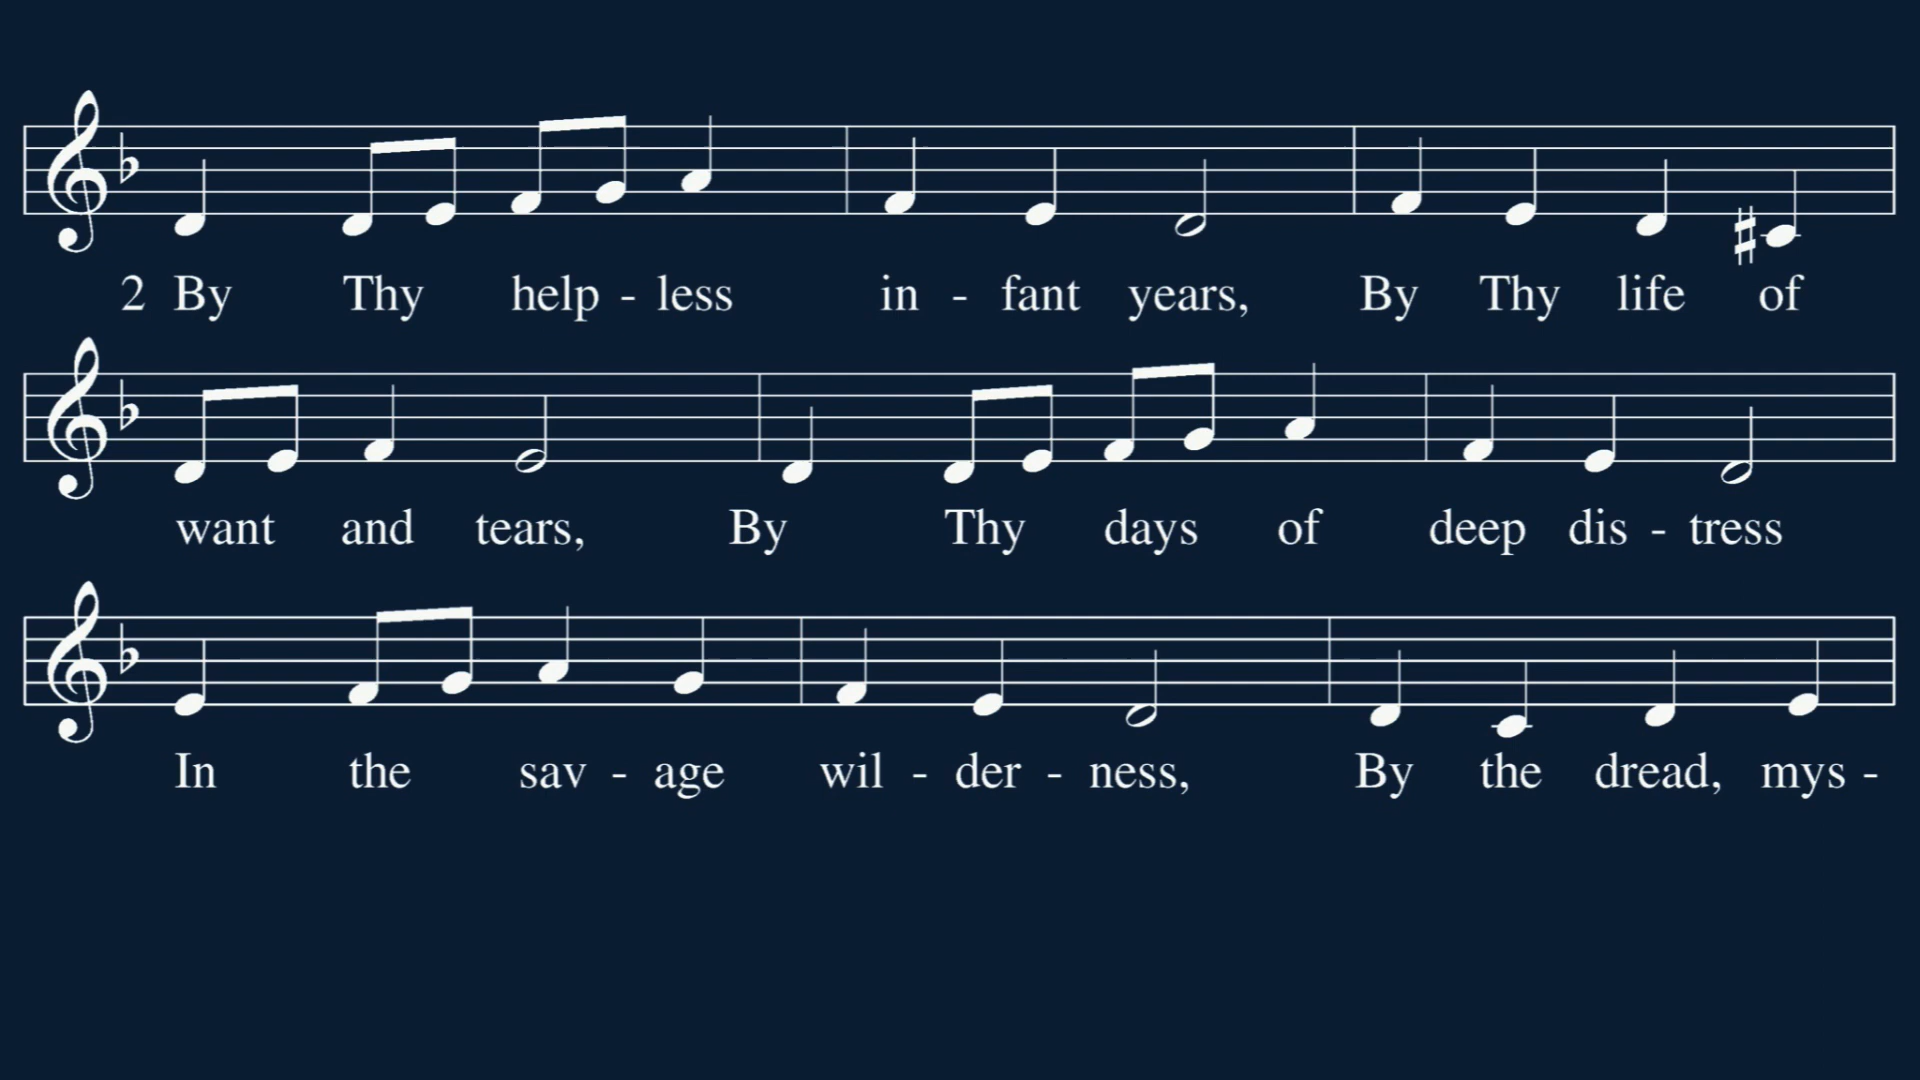 2 By Thy help - less in - fant years, By Thy life of
want and tears, By Thy days of deep dis - tress
In the sav - age wil - der - ness, By the dread, mys -